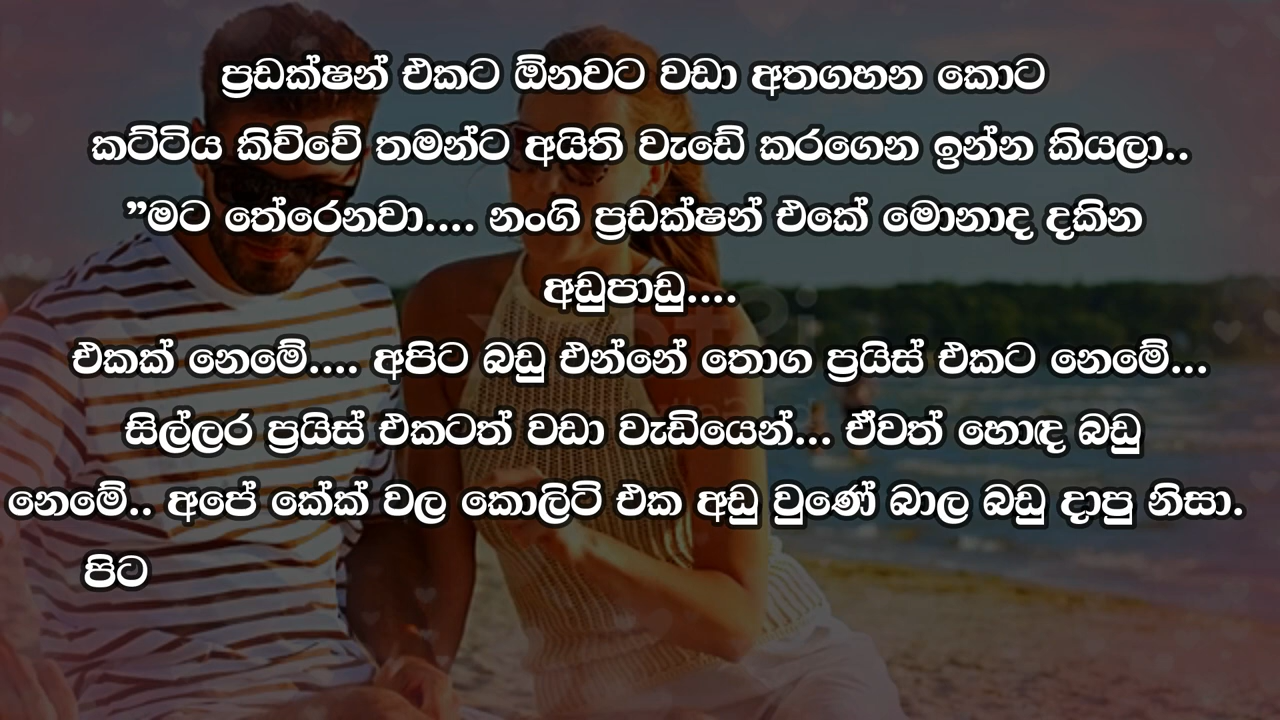 ප්‍රඩක්ෂන් එකට ඕනවට වඩා අතගහන කොට
කට්ටිය කිව්වේ තමන්ට අයිති වැඩේ කරගෙන ඉන්න කියලා..
”මට තේරෙනවා.... නංගි ප්‍රඩක්ෂන් එකේ මොනාද දකින
අඩුපාඩු....
එකක් නෙමේ.... අපිට බඩු එන්නේ තොග ප්‍රයිස් එකට නෙමේ...
සිල්ලර ප්‍රයිස් එකටත් වඩා වැඩියෙන්... ඒවත් හොඳ බඩු
නෙමේ.. අපේ කේක් වල කොලිටි එක අඩු වුණේ බාල බඩු දාපු නිසා.
පිට